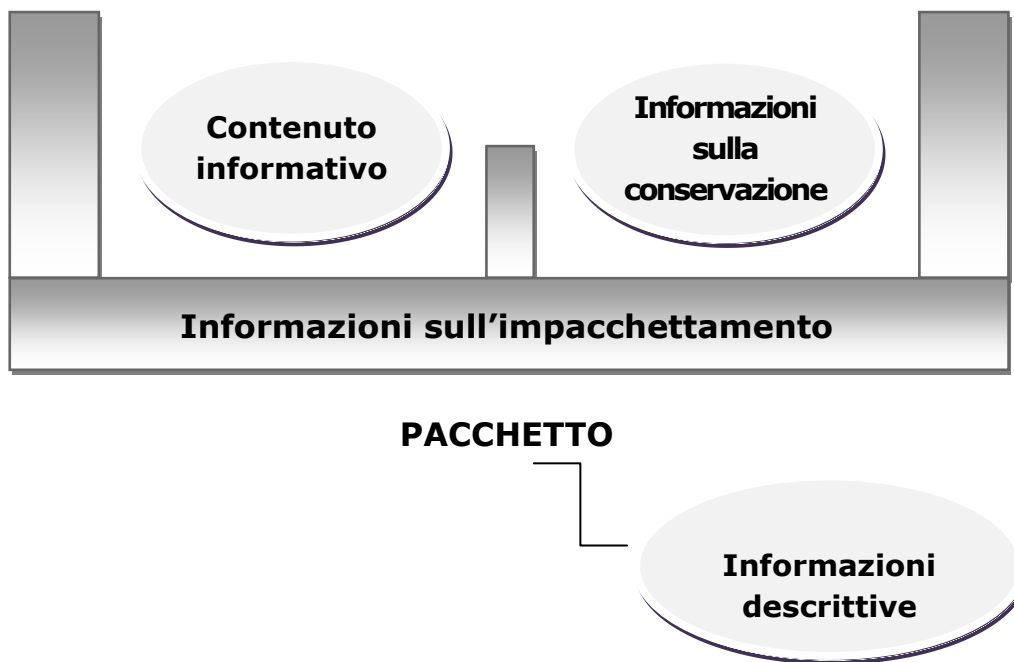 Contenuto
informativo
Informazioni
sulla
conservazione
Informazioni sull’impacchettamento
PACCHETTO
Informazioni
descrittive